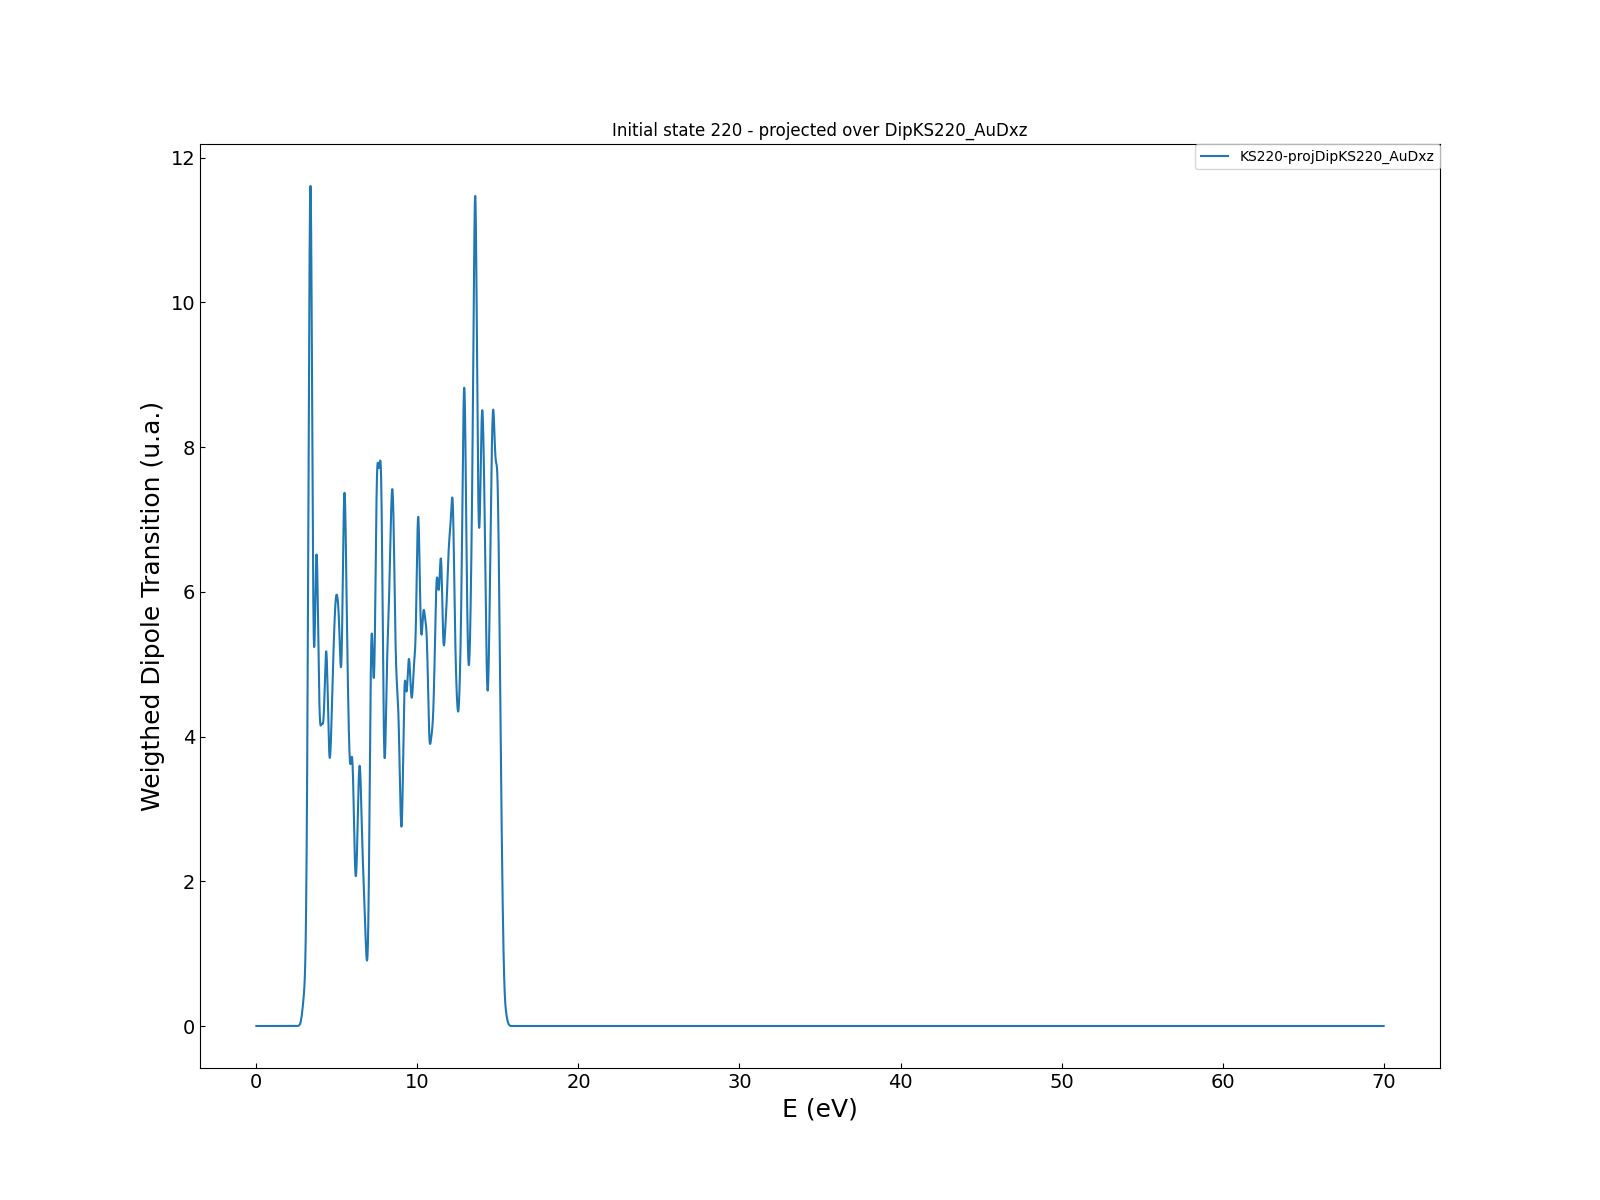 Initial state 220 - projected over DipKS220_AuDxz
KS220-projDipKS220_AuDxz
Weigthed Dipole Transition (u.a.)
12
10
8
6
4
2
0
0 10 20 30 40 50 60 70
E (eV)